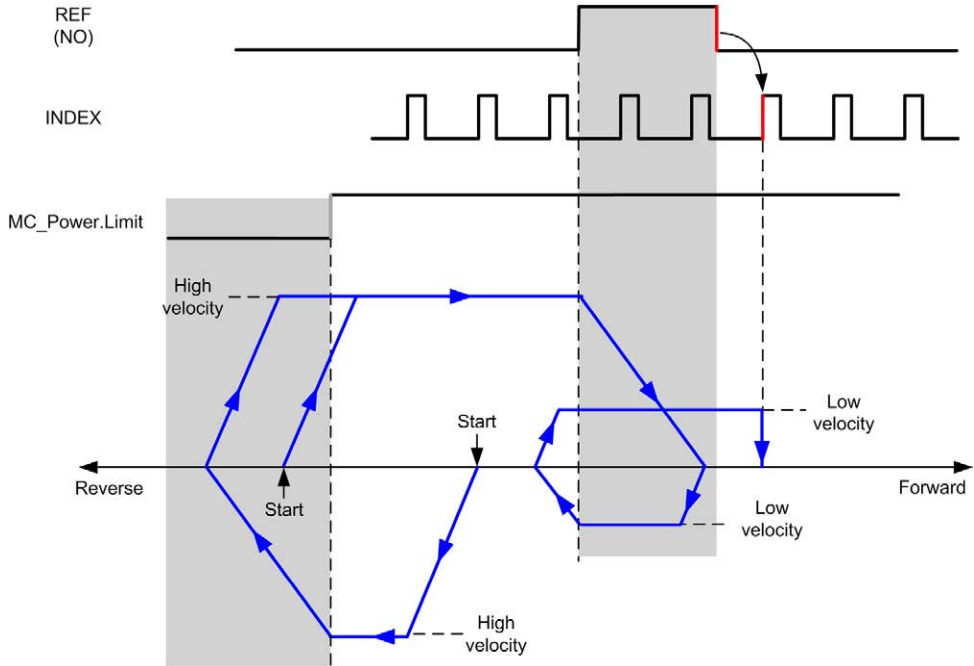 REF
(NO)
INDEX
MC_Power.Limit
High
velocity
Low
velocity
Start
Reverse
Forward
Start
Low
velocity
High
velocity